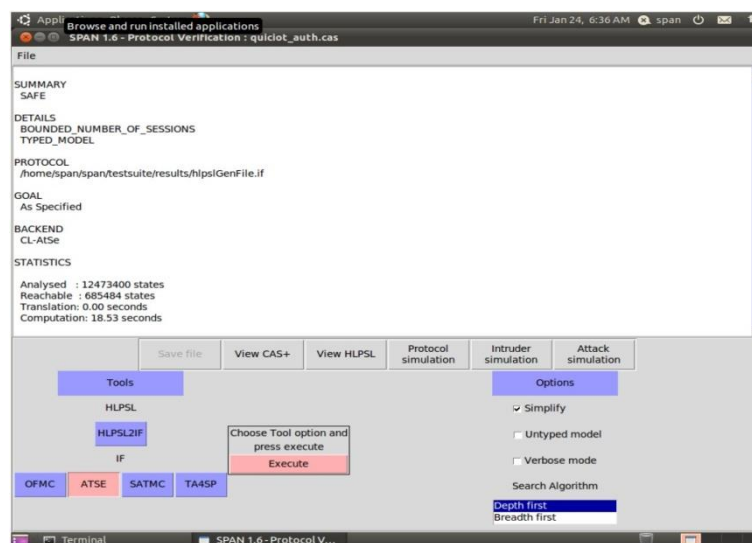 Appli
Browse and run installed applications
Fri Jan 24, 6:36 AM span
SPAN 1.6 - Protocol Verification : quiciot_auth.cas
File
SUMMARY
SAFE
DETAILS
BOUNDED_NUMBER_OF_SESSIONS
TYPED_MODEL
PROTOCOL
/home/span/span/testsuite/results/hlpslGenFile.if
GOAL
As Specified
BACKEND
CL-AtSe
STATISTICS
Analysed : 12473400 states
Reachable : 685484 states
Translation: 0.00 seconds
Computation: 18.53 seconds
Save file
View CAS+
View HLPSL
Protocol simulation
Intruder simulation
Attack simulation
Tools
HLPSL
HLPSL2IF
IF
OFMC
ATSE
SATMC
TA4SP
Choose Tool option and
press execute
Execute
Options
Simplify
Untyped model
Verbose mode
Search Algorithm
Depth first
Breadth first
Terminal
SPAN 1.6 - Protocol V...